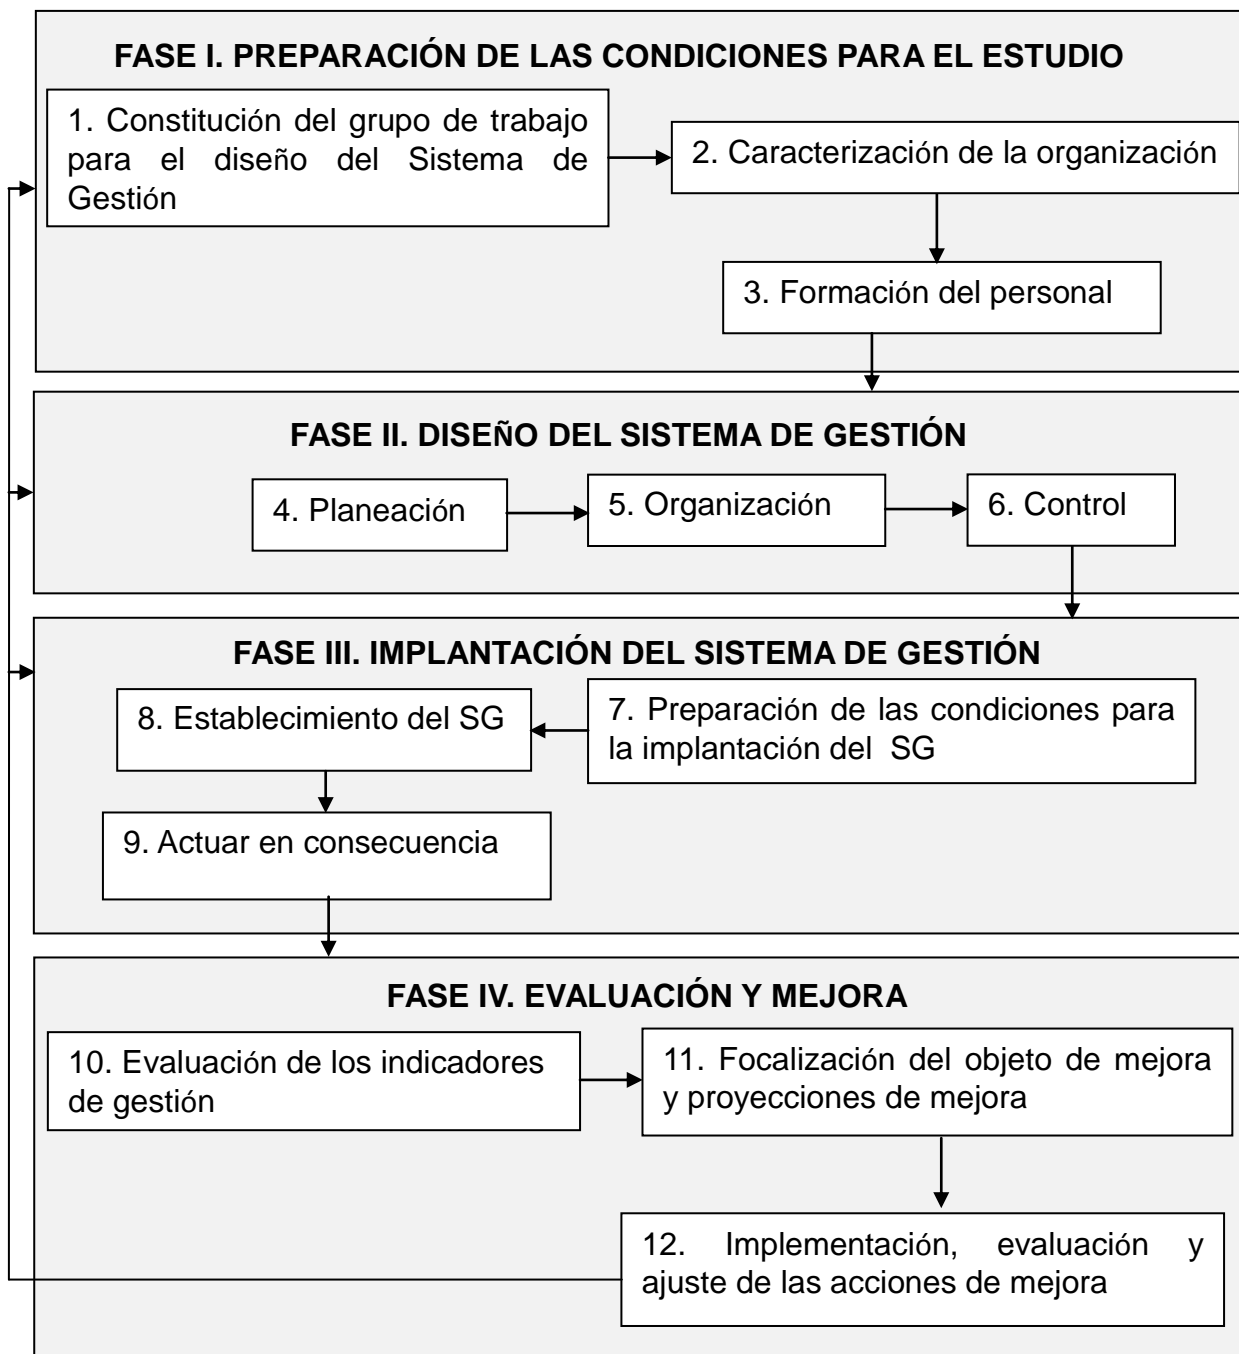 FASE I. PREPARACIÓN DE LAS CONDICIONES PARA EL ESTUDIO
1. Constitución del grupo de trabajo
para el diseño del Sistema de
Gestión
2. Caracterización de la organización
3. Formación del personal
FASE II. DISEÑO DEL SISTEMA DE GESTIÓN
4. Planeación
5. Organización
6. Control
FASE III. IMPLANTACIÓN DEL SISTEMA DE GESTIÓN
7. Preparación de las condiciones para
la implantación del SG
8. Establecimiento del SG
9. Actuar en consecuencia
FASE IV. EVALUACIÓN Y MEJORA
10. Evaluación de los indicadores
de gestión
11. Focalización del objeto de mejora
y proyecciones de mejora
12. Implementación, evaluación y
ajuste de las acciones de mejora